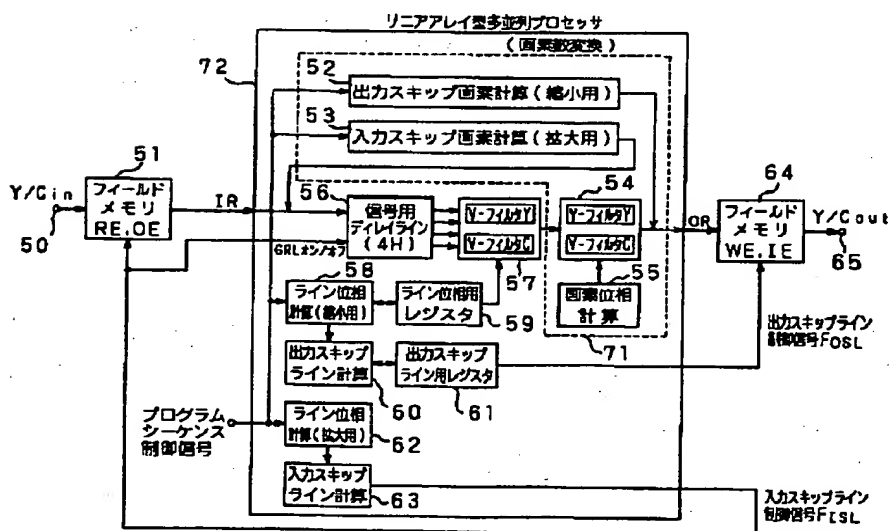 リニアアレイ型多並列プロセッサ
(画素数変換)
72
52
出力スキップ画素計算(縮小用)
53
入力スキップ画素計算(拡大用)
51
Y/Cin
フィールド
メモリ
RE.OE
50
IR
56
信号用
ディレイライン
(4H)
GRLオン/オフ
V-フィルタY
V-フィルタC
57
54
V-フィルタY
V-フィルタC
55
画素位相
計算
71
OR
64
フィールド
メモリ
WE.IE
Y/Cout
65
58
ライン位相
計算(縮小用)
ライン位相用
レジスタ
59
出力スキップ
ライン計算
60
出力スキップ
ライン用レジスタ
61
出力スキップライン
制御信号FOSL
プログラム
シーケンス
制御信号
ライン位相
計算(拡大用)
62
入力スキップ
ライン計算
63
入力スキップライン
制御信号FISL